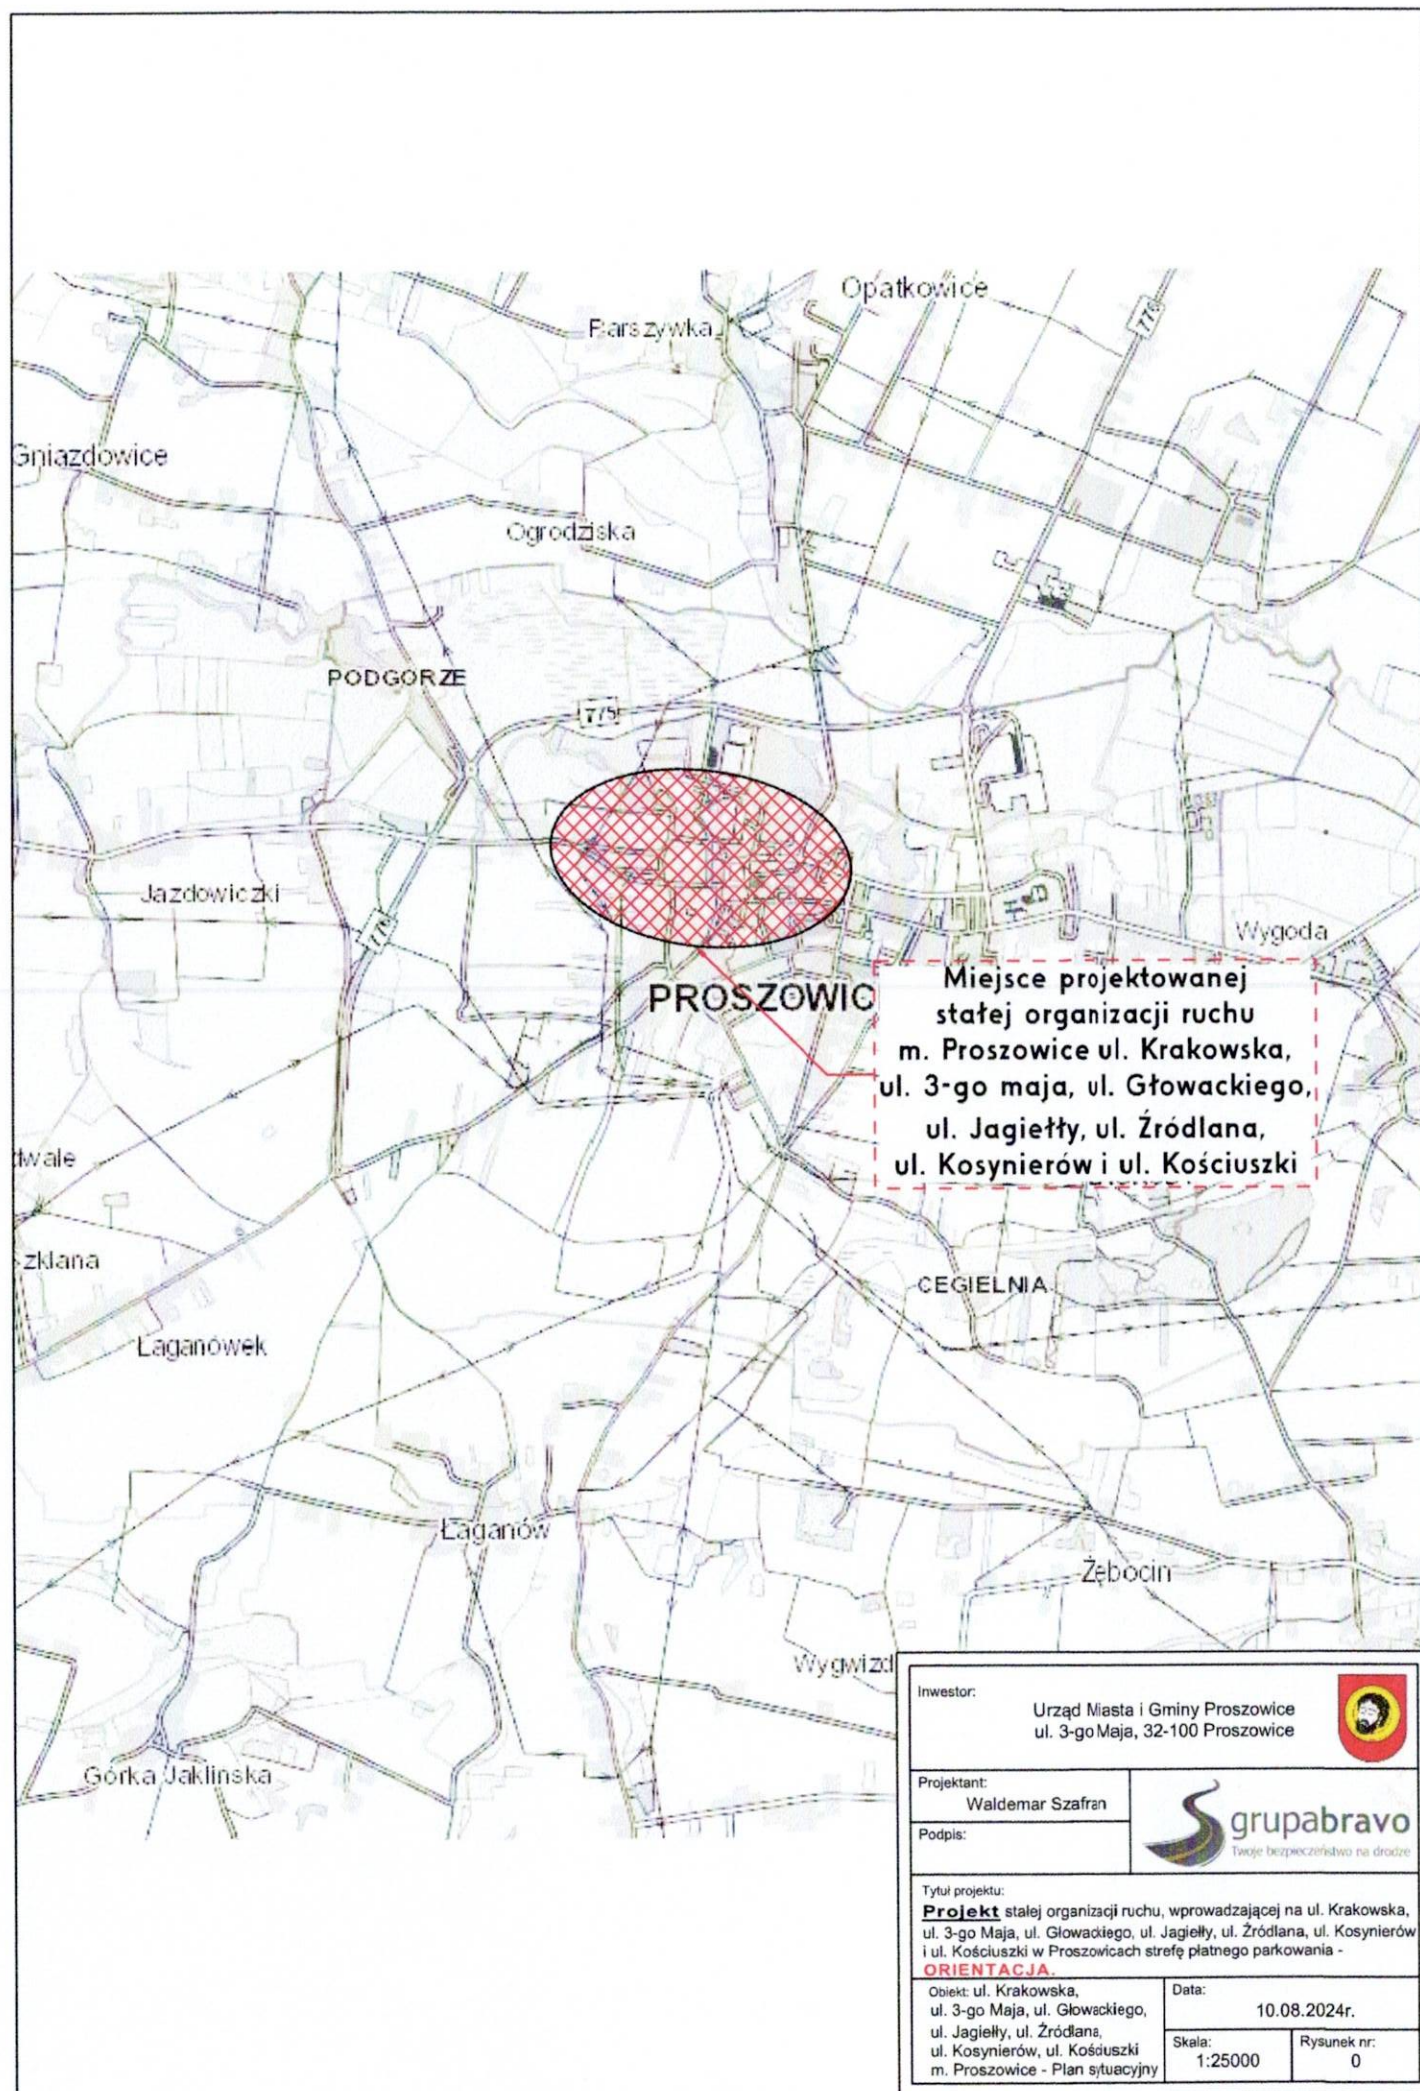 Opatkowice
Parszywka
776
Gniazdowice
Ogrodziska
PODGÓRZE
775
Jazdowiczki
776
Wygoda
PROSZOWIC
Miejsce projektowanej
stałej organizacji ruchu
m. Proszowice ul. Krakowska,
ul. 3-go maja, ul. Głowackiego,
ul. Jagiełły, ul. Źródlana,
ul. Kosynierów i ul. Kościuszki
dwale
zklana
CEGIELNIA
Łaganówek
Łaganów
Żębocin
Wygwizd
Górka Jaklińska
Inwestor:
Urząd Miasta i Gminy Proszowice
ul. 3-go Maja, 32-100 Proszowice
Projektant:
Waldemar Szafran
Podpis:
grupabravo
Twoje bezpieczeństwo na drodze
Tytuł projektu:
Projekt stałej organizacji ruchu, wprowadzającej na ul. Krakowska,
ul. 3-go Maja, ul. Głowackiego, ul. Jagiełły, ul. Źródlana, ul. Kosynierów
i ul. Kościuszki w Proszowicach strefę płatnego parkowania -
ORIENTACJA.
Obiekt: ul. Krakowska,
ul. 3-go Maja, ul. Głowackiego,
ul. Jagiełły, ul. Źródlana,
ul. Kosynierów, ul. Kościuszki
m. Proszowice - Plan sytuacyjny
Data:
10.08.2024r.
Skala:
1:25000
Rysunek nr:
0